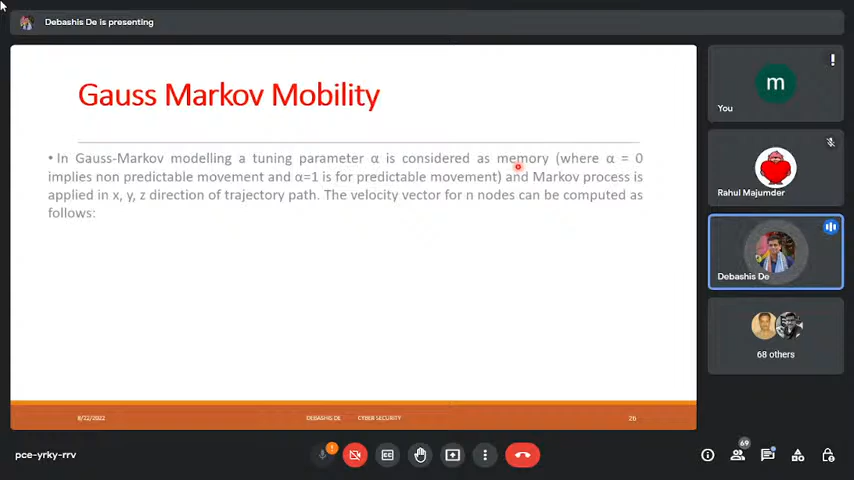 Debashis De is presenting
Gauss Markov Mobility
• In Gauss-Markov modelling a tuning parameter α is considered as memory (where α = 0
implies non predictable movement and α=1 is for predictable movement) and Markov process is
applied in x, y, z direction of trajectory path. The velocity vector for n nodes can be computed as
follows:
8/22/2022 DEBASHIS DE CYBER SECURITY 26
m
You
Rahul Majumder
Debashis De
68 others
pce-yrky-rrv
69